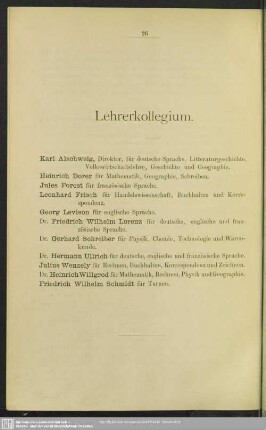 26
Lehrerkollegium.
Karl Alschweig, Direktor, für deutsche Sprache, Litteraturgeschichte,
Volkswirtschaftslehre, Geschichte und Geographie.
Heinrich Dorer für Mathematik, Geographie, Schreiben.
Jules Forest für französische Sprache.
Leonhard Frisch für Handelswissenschaft, Buchhalten und Korre-
spondenz.
Georg Levison für englische Sprache.
Dr. Friedrich Wilhelm Lorenz für deutsche, englische und fran-
zösische Sprache.
Dr. Gerhard Schreiber für Physik, Chemie, Technologie und Waren-
kunde.
Dr. Hermann Ullrich für deutsche, englische und französische Sprache.
Julius Wenzely für Rechnen, Buchhalten, Korrespondenz und Zeichnen.
Dr. Heinrich Willgrod für Mathematik, Rechnen, Physik und Geographie.
Friedrich Wilhelm Schmidt für Turnen.